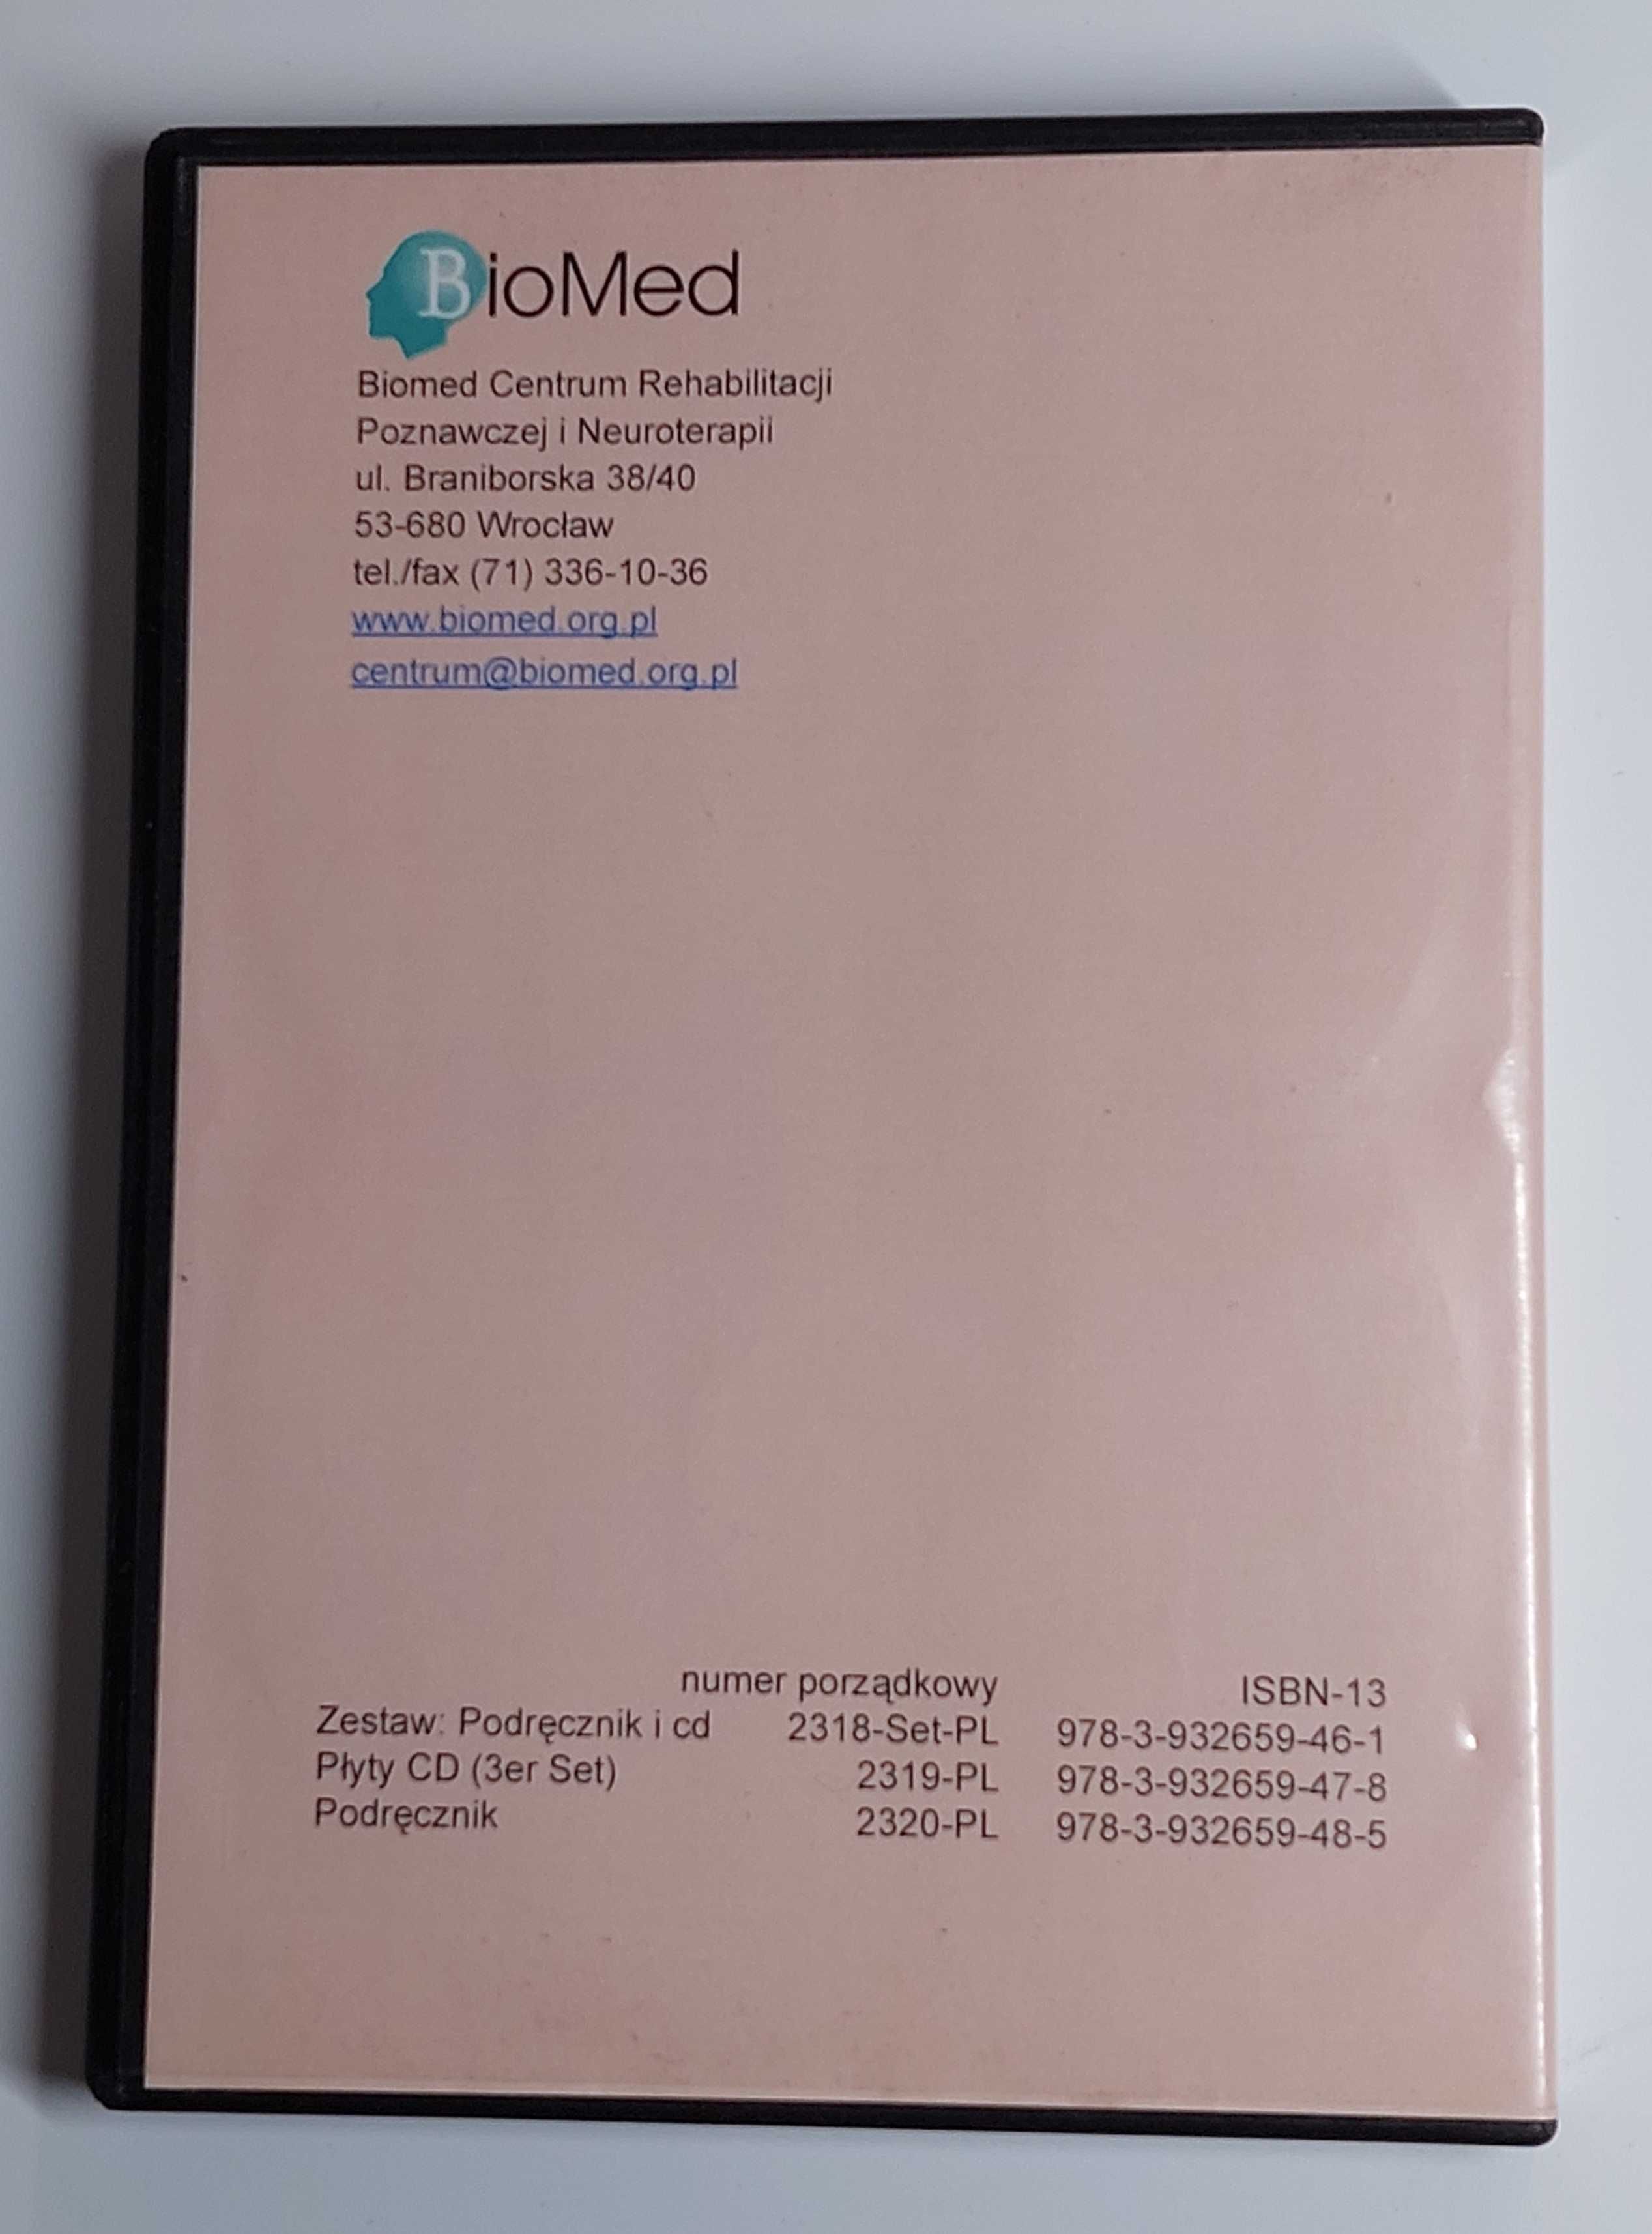 BioMed
Biomed Centrum Rehabilitacji
Poznawczej i Neuroterapii
ul. Braniborska 38/40
53-680 Wrocław
tel./fax (71) 336-10-36
www.biomed.org.pl
centrum@biomed.org.pl
numer porządkowy ISBN-13
Zestaw: Podręcznik i cd 2318-Set-PL 978-3-932659-46-1
Płyty CD (3er Set) 2319-PL 978-3-932659-47-8
Podręcznik 2320-PL 978-3-932659-48-5